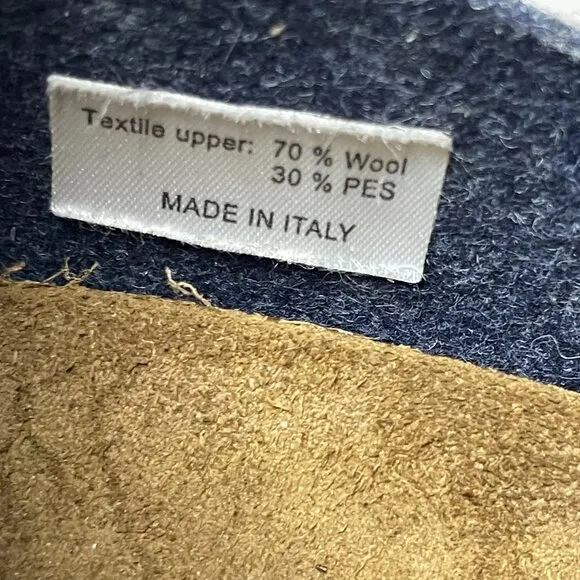 Textile upper: 70 % Wool
30 % PES
MADE IN ITALY